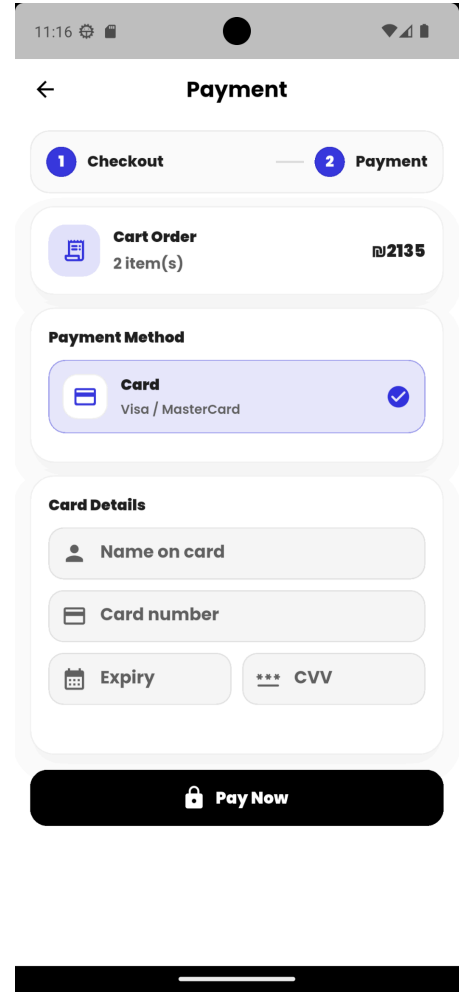 11:16
Payment
1 Checkout 2 Payment
Cart Order
2 item(s)
₪2135
Payment Method
Card
Visa / MasterCard
Card Details
Name on card
Card number
Expiry
*** CVV
Pay Now